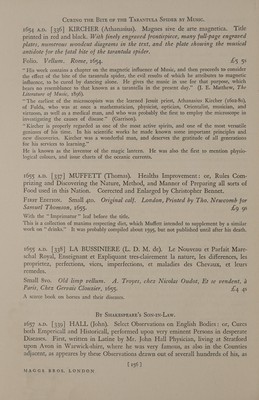 CURING THE BITE OF THE TARANTULA SPIDER BY MUSIC.
1654 A.D. [336] KIRCHER (Athanasius). Magnes sive de arte magnetica. Title
printed in red and black. With finely engraved frontispiece, many full-page engraved
plates, numerous woodcut diagrams in the text, and the plate showing the musical
antidote for the fatal bite of the tarantula spider.
Folio. Vellum. Rome, 1654. £5 5s
"His work contains a chapter on the magnetic influence of Music, and then proceeds to consider
the effect of the bite of the tarantula spider, the evil results of which he attributes to magnetic
influence, to be cured by dancing alone. He gives the music in use for that purpose, which
bears no resemblance to that known as a tarantella in the present day." (J. E. Matthew, The
Literature of Music, 1896).
"The earliest of the microscopists was the learned Jesuit priest, Athanasius Kircher (1602-80),
of Fulda, who was at once a mathematician, physicist, optician, Orientalist, musician, and
virtuoso, as well as a medical man, and who probably the first to employ the microscope in
investigating the causes of disease." (Garrison).
"Kircher is justly regarded as one of the most active spirits, and one of the most versatile
geniuses of his time. In his scientific works he made known some important principles and
new discoveries. Kircher was a wonderful man, and deserves the gratitude of all generations
for his services to learning."
He is known as the inventor of the magic lantern. He was also the first to mention physio-
logical colours, and issue charts of the oceanic currents.
1655 A.D. [337] MUFFETT (Thomas). Healths Improvement: or, Rules Com-
prizing and Discovering the Nature, Method, and Manner of Preparing all sorts of
Food used in this Nation. Corrected and Enlarged by Christopher Bennet.
FIRST EDITION. Small 4to. Original calf. London, Printed by Tho. Newcomb for
Samuel Thomson, 1655. £9 9s
With the "Imprimatur" leaf before the title.
This is a collection of maxims respecting diet, which Muffett intended to supplement by a similar
work on "drinks." It was probably compiled about 1595, but not published until after his death.
1655 A.D. [338] LA BUSSINIERE (L. D. M. de). Le Nouveau et Parfait Mare-
schal Royal, Enseignant et Expliquant tres-clairement la nature, les differences, les
proprietez, perfections, vices, imperfections, et maladies des Chevaux, et leurs
remedes.
Small 8vo. Old limp vellum. A Troyes, chez Nicolas Oudot, Et se vendent, à
Paris, Chez Gervais Clousier, 1655. £4 4s
A scarce book on horses and their diseases.
BY SHAKESPEARE'S SON-IN-LAW.
1657 A.D. [339] HALL (John). Select Observations on English Bodies: or, Cures
both Empericall and Historicall, performed upon very eminent Persons in desperate
Diseases. First, written in Latine by Mr. John Hall Physician, living at Stratford
upon Avon in Warwick-shire, where he was very famous, as also in the Counties
adjacent, as appeares by these Observations drawn out of severall hundreds of his, as
[ 256 ]
MAGGS BROS. LONDON